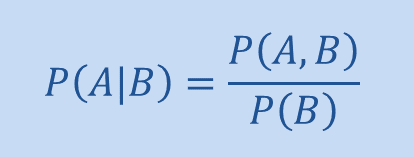 P(A|B) = P(A, B) / P(B)